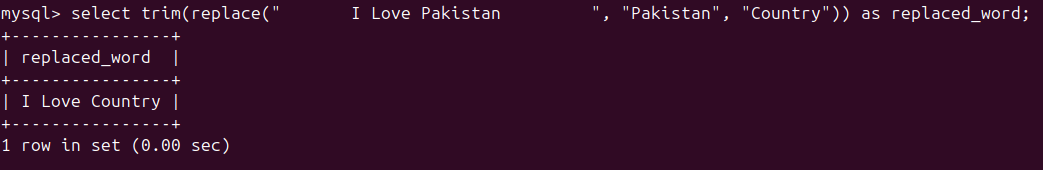 mysql> select trim(replace("       I Love Pakistan         ", "Pakistan", "Country")) as replaced_word;
+----------------+
| replaced_word  |
+----------------+
| I Love Country |
+----------------+
1 row in set (0.00 sec)